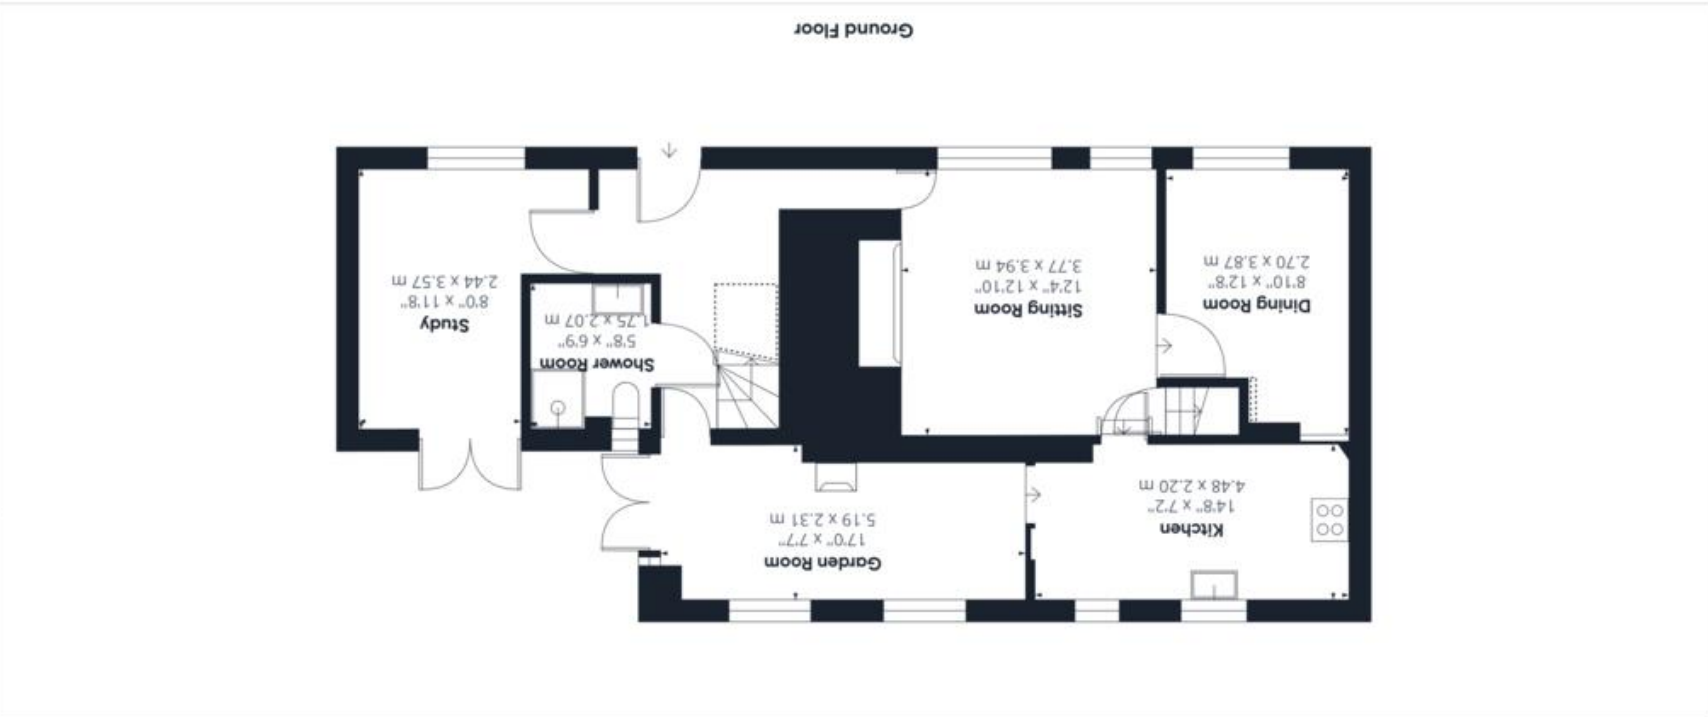 Kitchen
14'8" x 7'2"
4.48 x 2.20 m
Garden Room
17'0" x 7'7"
5.19 x 2.31 m
Dining Room
8'10" x 12'8"
2.70 x 3.87 m
Sitting Room
12'4" x 12'10"
3.77 x 3.94 m
Shower Room
5'8" x 6'9"
1.75 x 2.07 m
Study
8'0" x 11'8"
2.44 x 3.57 m
Ground Floor